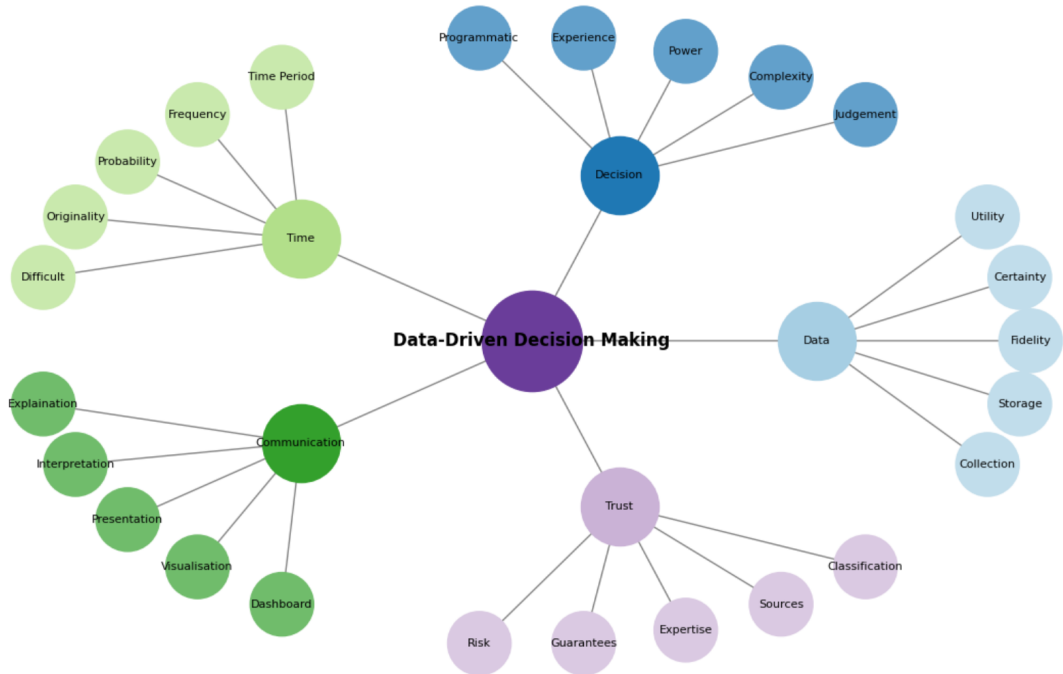 Programmatic
Experience
Power
Complexity
Judgement
Decision
Time Period
Frequency
Probability
Originality
Difficult
Time
Data-Driven Decision Making
Utility
Certainty
Fidelity
Storage
Collection
Data
Explaination
Interpretation
Presentation
Visualisation
Dashboard
Communication
Trust
Classification
Sources
Expertise
Guarantees
Risk